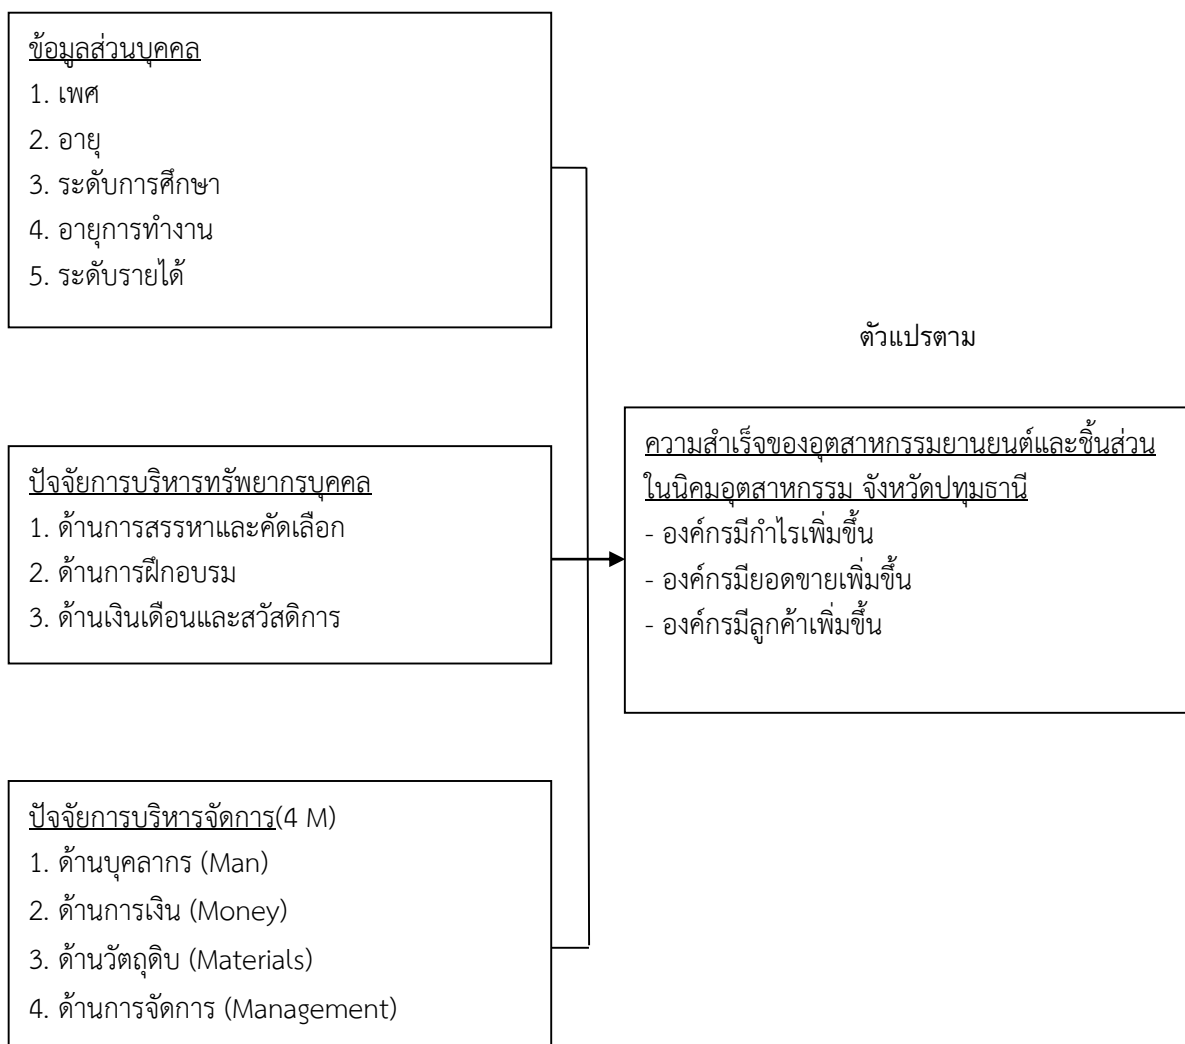 ข้อมูลส่วนบุคคล
1. เพศ
2. อายุ
3. ระดับการศึกษา
4. อายุการทำงาน
5. ระดับรายได้
ปัจจัยการบริหารทรัพยากรบุคคล
1. ด้านการสรรหาและคัดเลือก
2. ด้านการฝึกอบรม
3. ด้านเงินเดือนและสวัสดิการ
ปัจจัยการบริหารจัดการ(4 M)
1. ด้านบุคลากร (Man)
2. ด้านการเงิน (Money)
3. ด้านวัตถุดิบ (Materials)
4. ด้านการจัดการ (Management)
ตัวแปรตาม
ความสำเร็จของอุตสาหกรรมยานยนต์และชิ้นส่วน
ในนิคมอุตสาหกรรม จังหวัดปทุมธานี
- องค์กรมีกำไรเพิ่มขึ้น
- องค์กรมียอดขายเพิ่มขึ้น
- องค์กรมีลูกค้าเพิ่มขึ้น